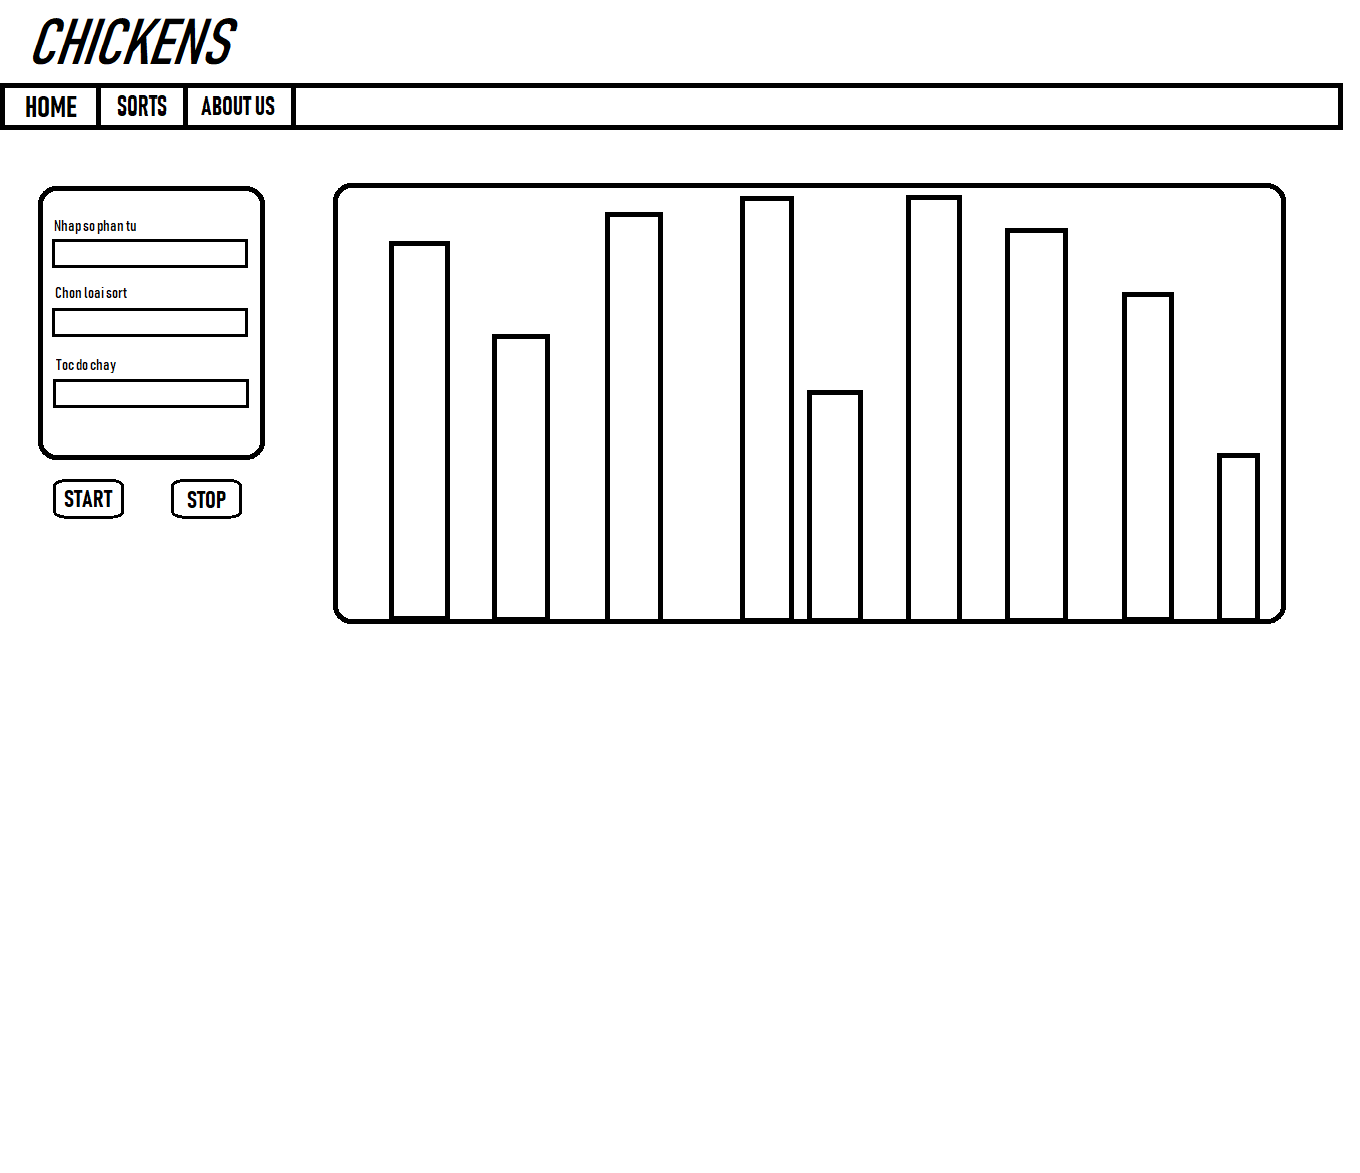 CHICKENS
HOME SORTS ABOUT US
Nhap so phan tu
Chon loai sort
Toc do chay
START STOP